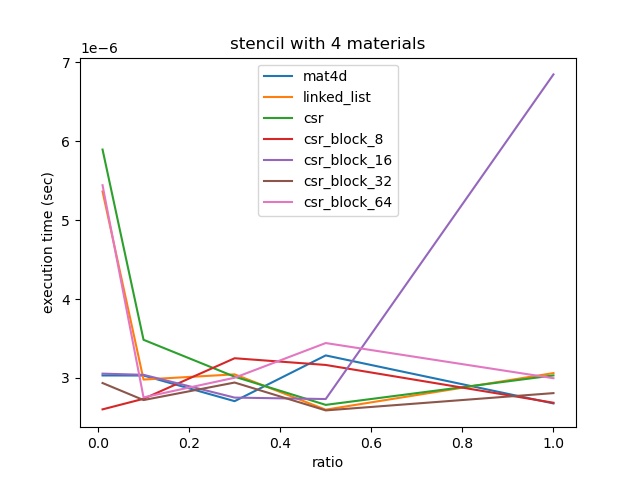 stencil with 4 materials
1e−6
7
6
5
4
3
execution time (sec)
mat4d
linked_list
csr
csr_block_8
csr_block_16
csr_block_32
csr_block_64
0.0 0.2 0.4 0.6 0.8 1.0
ratio